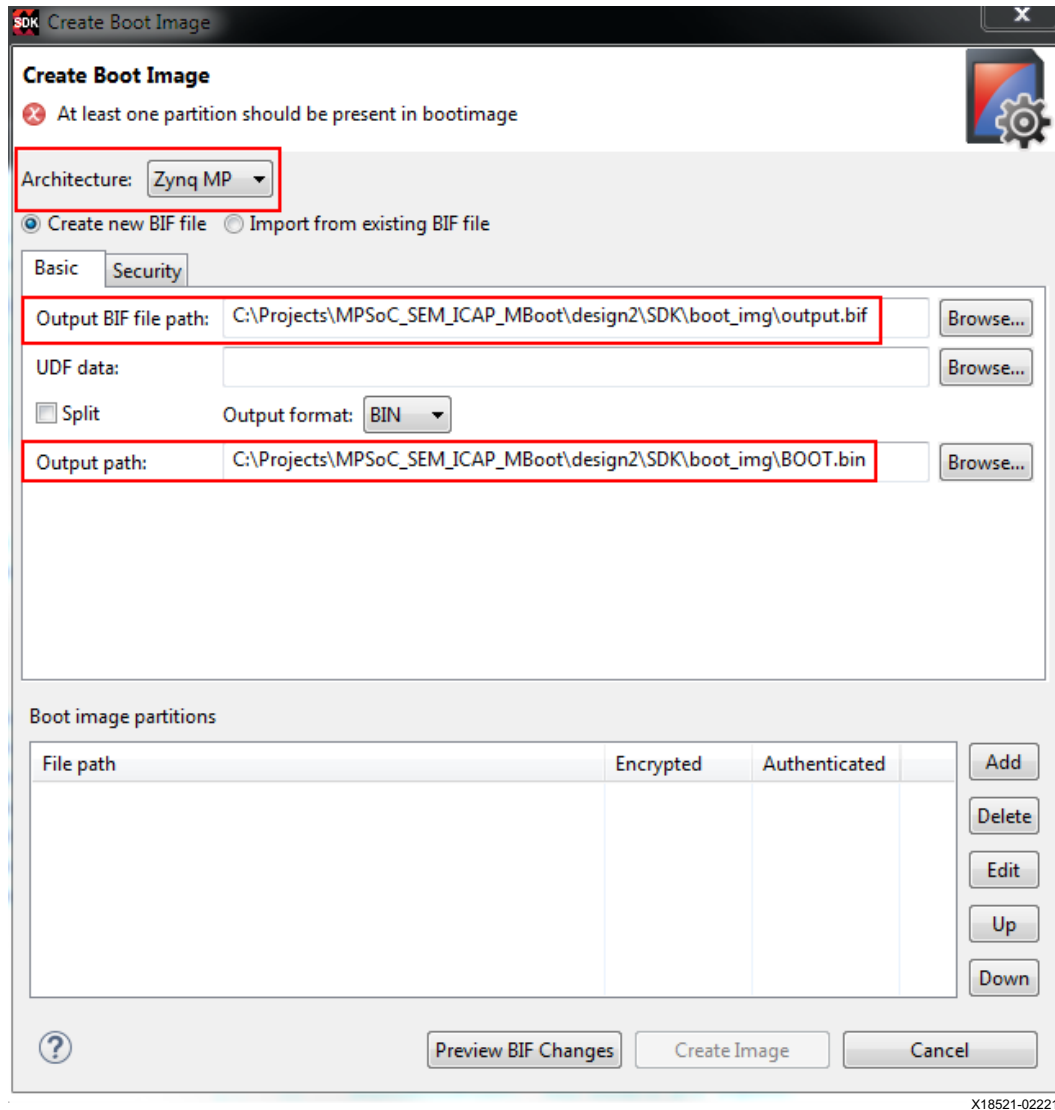 SDK Create Boot Image x
Create Boot Image
At least one partition should be present in bootimage
Architecture: Zynq MP
Create new BIF file Import from existing BIF file
Basic Security
Output BIF file path: C:\Projects\MPSoC_SEM_ICAP_MBoot\design2\SDK\boot_img\output.bif Browse...
UDF data: Browse...
Split Output format: BIN
Output path: C:\Projects\MPSoC_SEM_ICAP_MBoot\design2\SDK\boot_img\BOOT.bin Browse...
Boot image partitions
File path Encrypted Authenticated Add
Delete
Edit
Up
Down
? Preview BIF Changes Create Image Cancel
X18521-02221